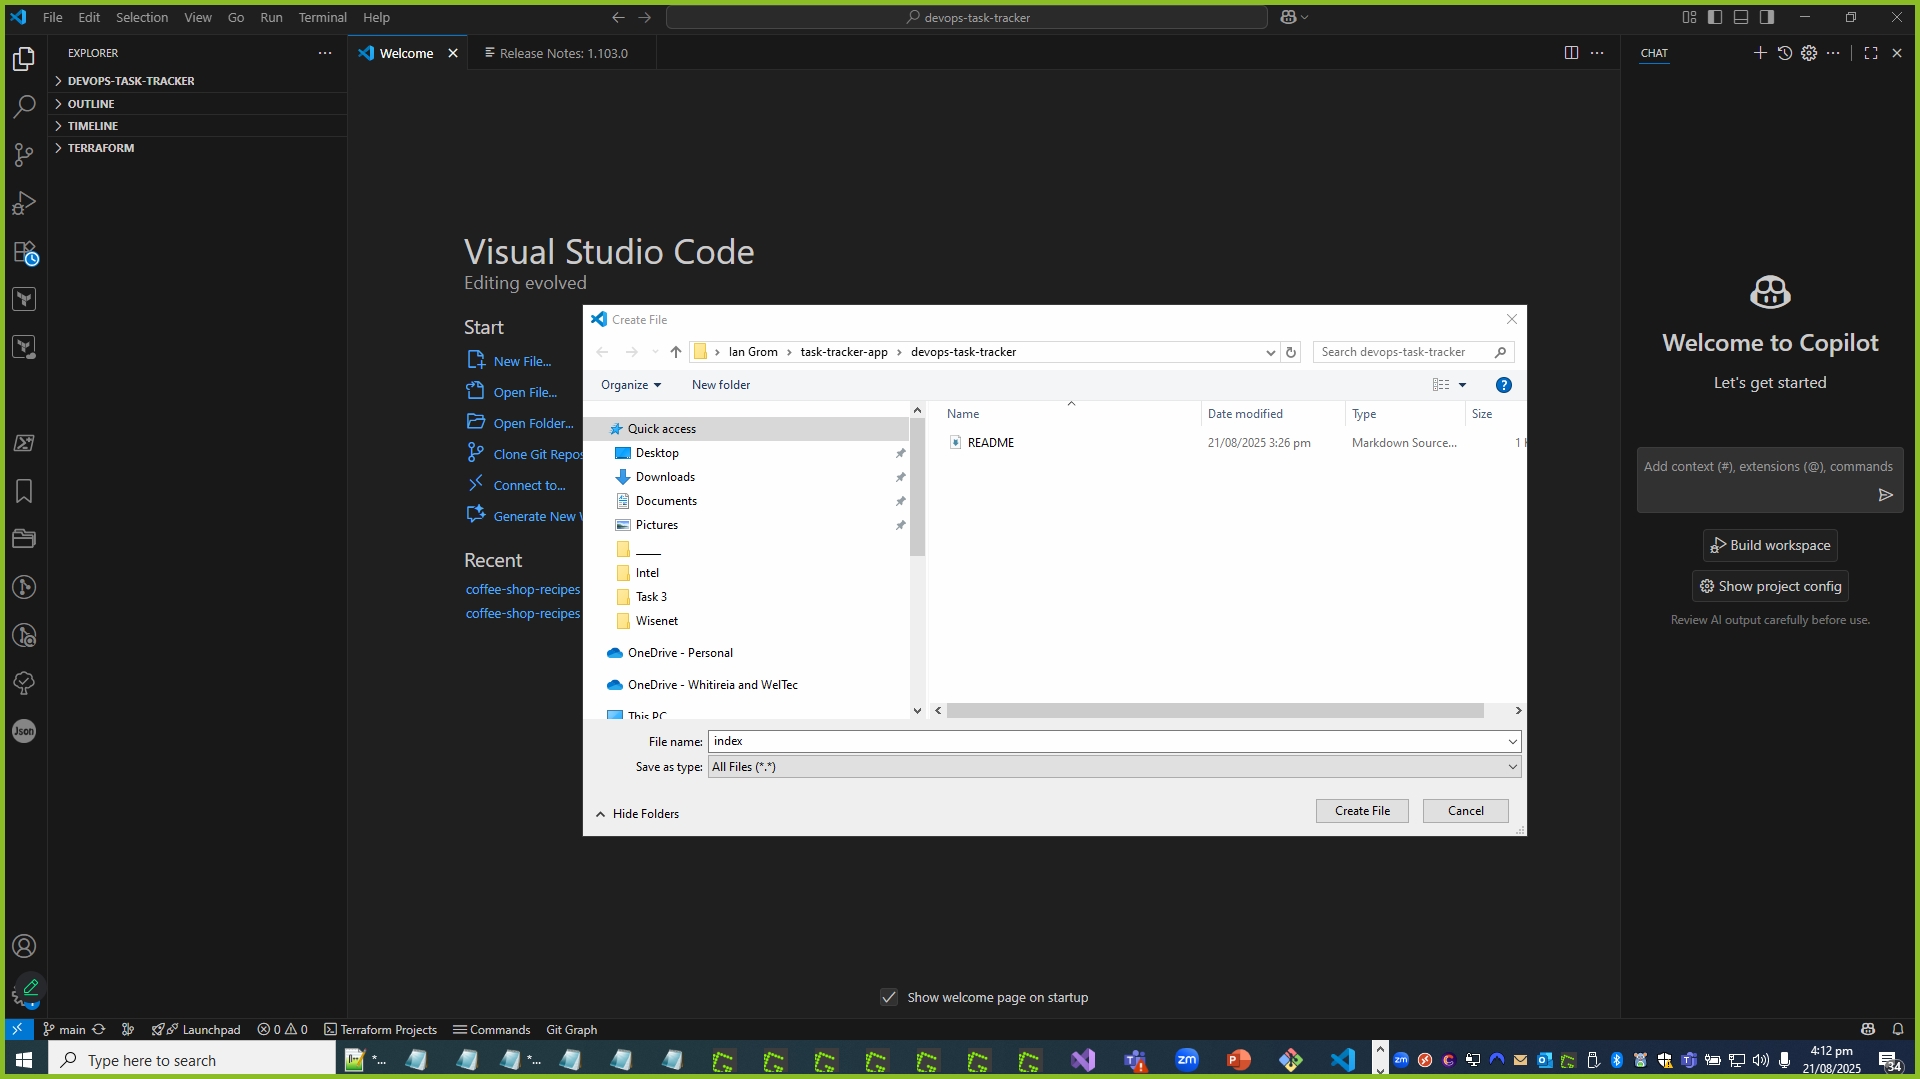 File Edit Selection View Go Run Terminal Help
devops-task-tracker
EXPLORER
DEVOPS-TASK-TRACKER
OUTLINE
TIMELINE
TERRAFORM
Welcome
Release Notes: 1.103.0
CHAT
Visual Studio Code
Editing evolved
Start
New File...
Open File...
Open Folder...
Clone Git Repos
Connect to...
Generate New
Recent
coffee-shop-recipes
coffee-shop-recipes
Create File
Ian Grom > task-tracker-app > devops-task-tracker
Search devops-task-tracker
Organize
New folder
Quick access
Desktop
Downloads
Documents
Pictures
____
Intel
Task 3
Wisenet
OneDrive - Personal
OneDrive - Whitireia and WelTec
This PC
Name Date modified Type Size
README 21/08/2025 3:26 pm Markdown Source... 1
File name: index
Save as type: All Files (*.*)
Hide Folders
Create File
Cancel
Welcome to Copilot
Let's get started
Add context (#), extensions (@), commands
Build workspace
Show project config
Review AI output carefully before use.
Json
Show welcome page on startup
main
Launchpad
0 0
Terraform Projects
Commands
Git Graph
Type here to search
*...
*...
zm
zm
4:12 pm
21/08/2025
34